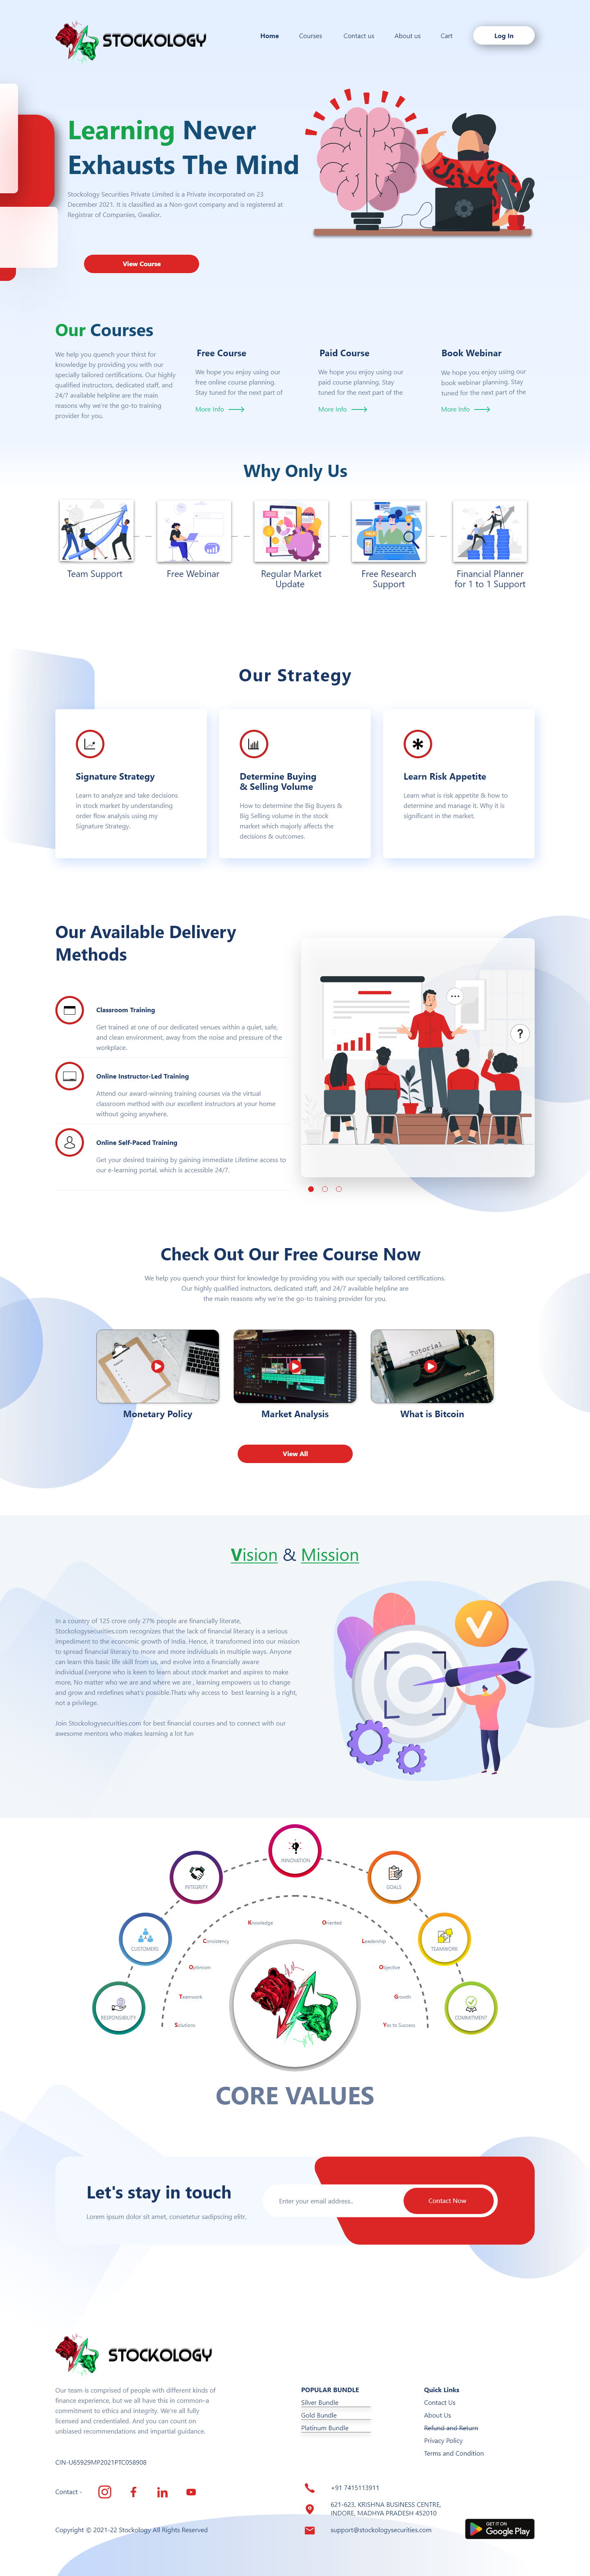 STOCKOLOGY
Home Courses Contact us About us Cart Log In
Learning Never
Exhausts The Mind
Stockology Securities Private Limited is a Private incorporated on 23
December 2021. It is classified as a Non-govt company and is registered at
Registrar of Companies, Gwalior.
View Course
Our Courses
We help you quench your thirst for
knowledge by providing you with our
specially tailored certifications. Our highly
qualified instructors, dedicated staff, and
24/7 available helpline are the main
reasons why we're the go-to training
provider for you.
Free Course
We hope you enjoy using our
free online course planning.
Stay tuned for the next part of
More Info
Paid Course
We hope you enjoy using our
paid course planning, Stay
tuned for the next part of the
More Info
Book Webinar
We hope you enjoy using our
book webinar planning. Stay
tuned for the next part of the
More Info
Why Only Us
Team Support
Free Webinar
Regular Market
Update
Free Research
Support
Financial Planner
for 1 to 1 Support
Our Strategy
Signature Strategy
Learn to analyze and take decisions
in stock market by understanding
order flow analysis using my
Signature Strategy.
Determine Buying
& Selling Volume
How to determine the Big Buyers &
Big Selling volume in the stock
market which majorly affects the
decisions & outcomes.
Learn Risk Appetite
Learn what is risk appetite & how to
determine and manage it. Why it is
significant in the market.
Our Available Delivery
Methods
Classroom Training
Get trained at one of our dedicated venues within a quiet, safe,
and clean environment, away from the noise and pressure of the
workplace.
Online Instructor-Led Training
Attend our award-winning training courses via the virtual
classroom method with our excellent instructors at your home
without going anywhere.
Online Self-Paced Training
Get your desired training by gaining immediate Lifetime access to
our e-learning portal, which is accessible 24/7.
?
Check Out Our Free Course Now
We help you quench your thirst for knowledge by providing you with our specially tailored certifications.
Our highly qualified instructors, dedicated staff, and 24/7 available helpline are
the main reasons why we're the go-to training provider for you.
Tutorial
Monetary Policy
Market Analysis
What is Bitcoin
View All
Vision & Mission
In a country of 125 crore only 27% people are financially literate,
Stockologysecurities.com recognizes that the lack of financial literacy is a serious
impediment to the economic growth of India. Hence, it transformed into our mission
to spread financial literacy to more and more individuals in multiple ways. Anyone
can learn this basic life skill from us, and evolve into a financially aware
individual.Everyone who is keen to learn about stock market and aspires to make
more, No matter who we are and where we are , learning empowers us to change
and grow and redefines what's possible.Thats why access to best learning is a right,
not a privilege.
Join Stockologysecurities.com for best financial courses and to connect with our
awesome mentors who makes learning a lot fun
INNOVATION
INTEGRITY
GOALS
CUSTOMERS
TEAMWORK
RESPONSIBILITY
COMMITMENT
Knowledge
Oriented
Consistency
Leadership
Optimism
Objective
Teamwork
Growth
Solutions
Yes to Success
CORE VALUES
Let's stay in touch
Lorem ipsum dolor sit amet, consetetur sadipscing elitr,
Enter your email address..
Contact Now
STOCKOLOGY
Our team is comprised of people with different kinds of
finance experience, but we all have this in common–a
commitment to ethics and integrity. We're all fully
licensed and credentialed. And you can count on
unbiased recommendations and impartial guidance.
CIN-U65929MP2021PTC058908
Contact -
Copyright © 2021-22 Stockology All Rights Reserved
POPULAR BUNDLE
Silver Bundle
Gold Bundle
Platinum Bundle
Quick Links
Contact Us
About Us
Refund and Return
Privacy Policy
Terms and Condition
+91 7415113911
621-623, KRISHNA BUSINESS CENTRE,
INDORE, MADHYA PRADESH 452010
support@stockologysecurities.com
GET IT ON
Google Play